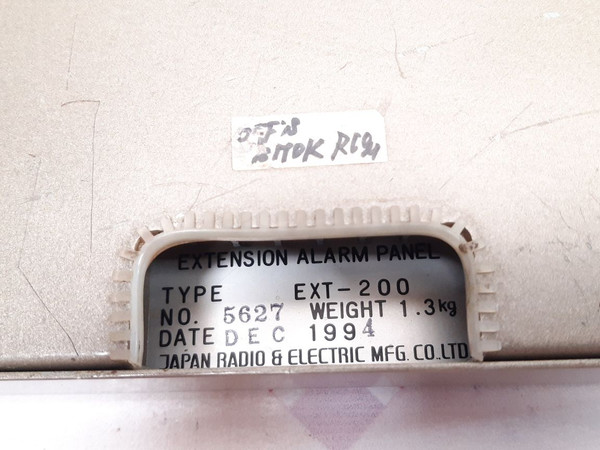 EXTENSION ALARM PANEL
TYPE EXT-200
NO. 5627 WEIGHT 1.3kg
DATE DEC 1994
JAPAN RADIO & ELECTRIC MFG. CO.,LTD.